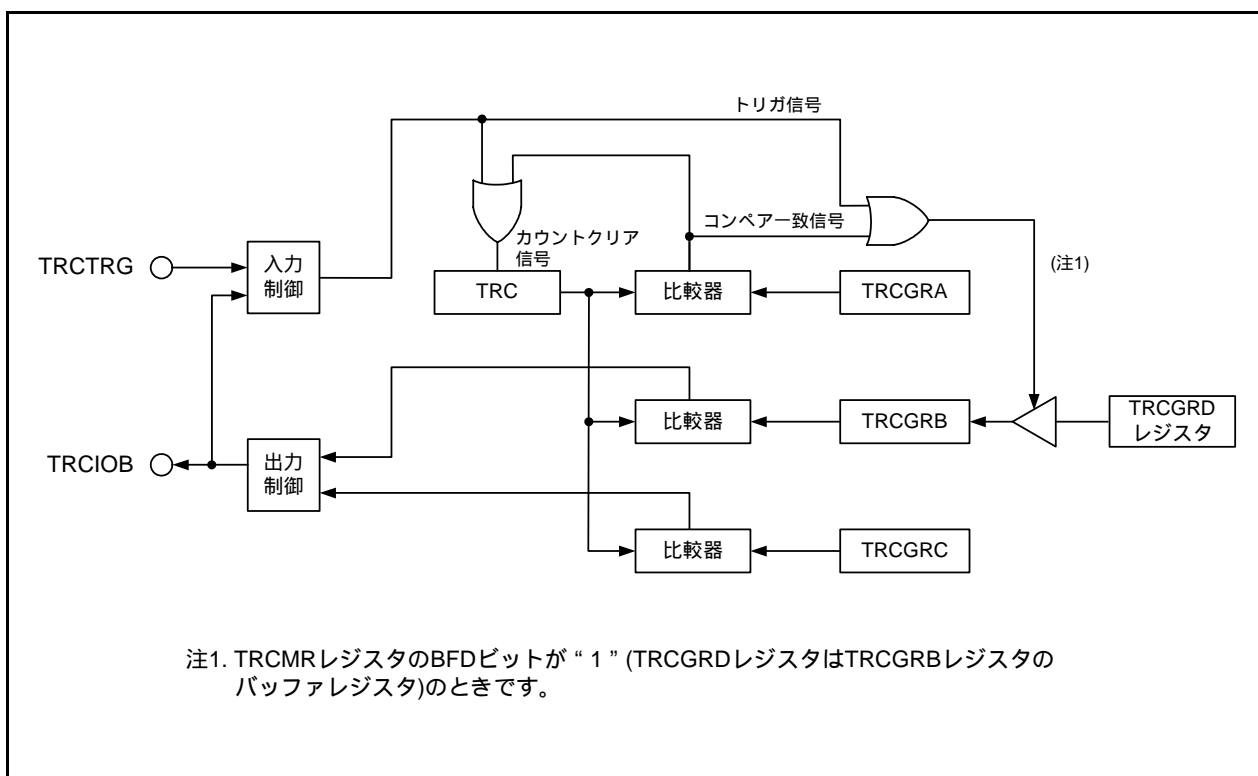 トリガ信号
コンペア一致信号
カウントクリア
信号
(注1)
TRCTRG
入力
制御
TRC
比較器
TRCGRA
比較器
TRCGRB
TRCGRD
レジスタ
TRCIOB
出力
制御
比較器
TRCGRC
注1. TRCMRレジスタのBFDビットが“1”(TRCGRDレジスタはTRCGRBレジスタの
バッファレジスタ)のときです。